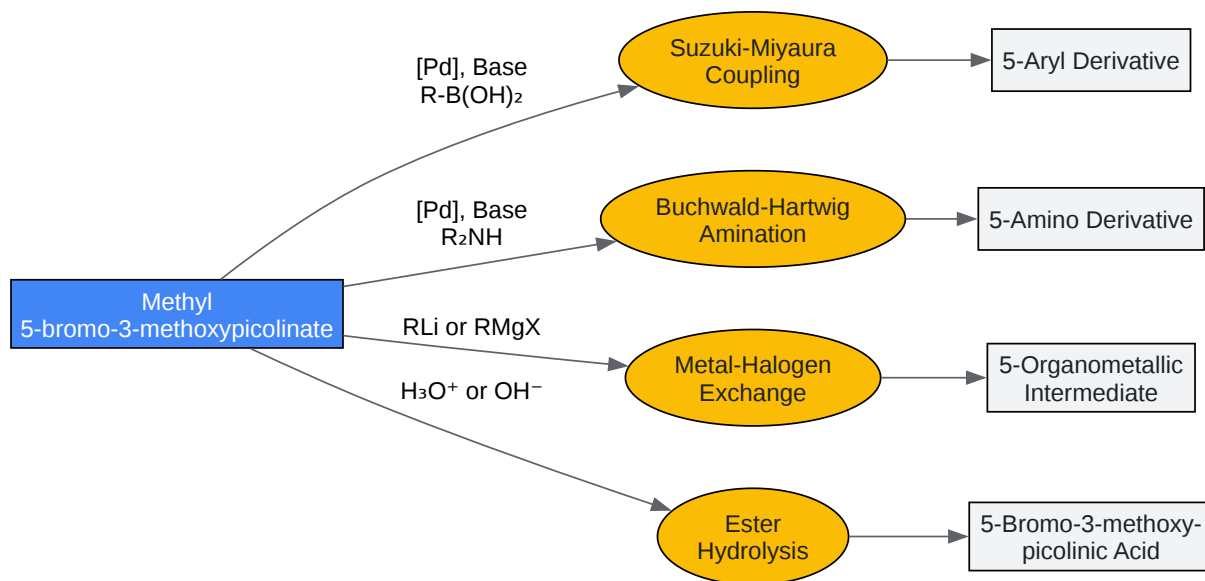 [Pd], Base
R-B(OH)₂
Suzuki-Miyaura
Coupling
5-Aryl Derivative
[Pd], Base
R₂NH
Buchwald-Hartwig
Amination
5-Amino Derivative
Methyl
5-bromo-3-methoxypicolinate
RLi or RMgX
Metal-Halogen
Exchange
5-Organometallic
Intermediate
H₃O⁺ or OH⁻
Ester
Hydrolysis
5-Bromo-3-methoxy-
picolinic Acid